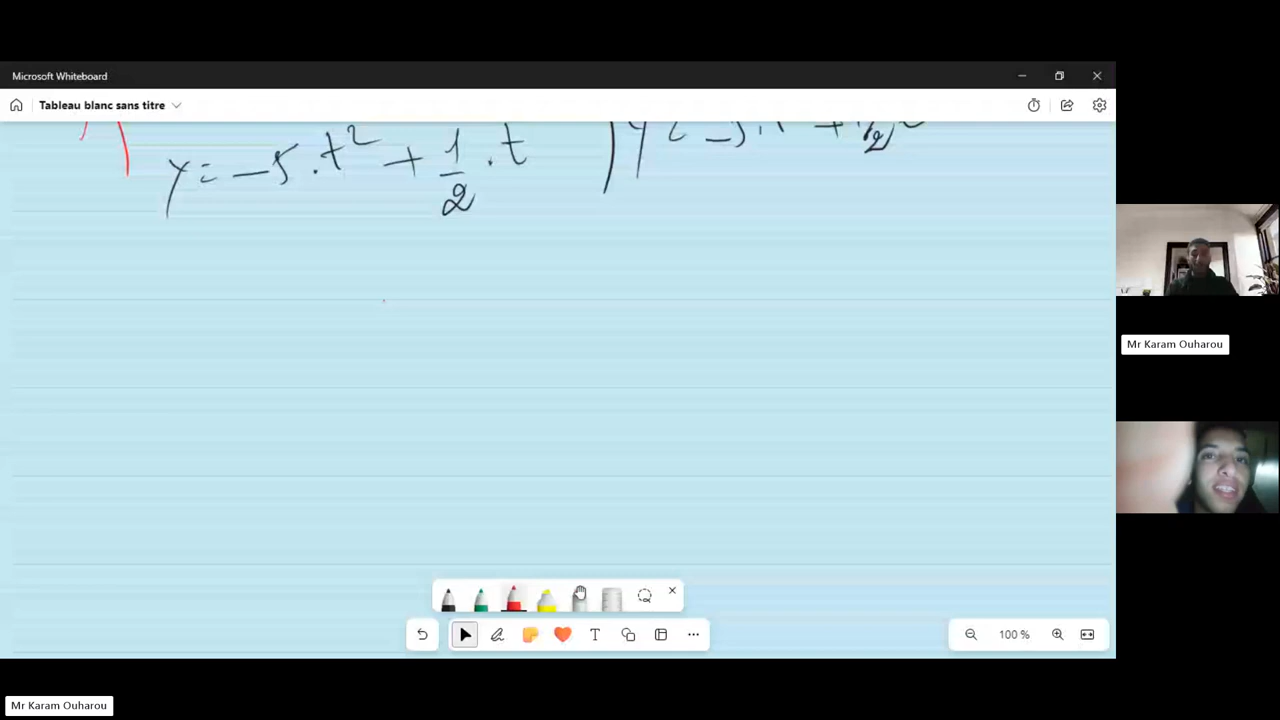 Microsoft Whiteboard
Tableau blanc sans titre
y = -5 . t² + 1/2 . t
Mr Karam Ouharou
100 %
Mr Karam Ouharou